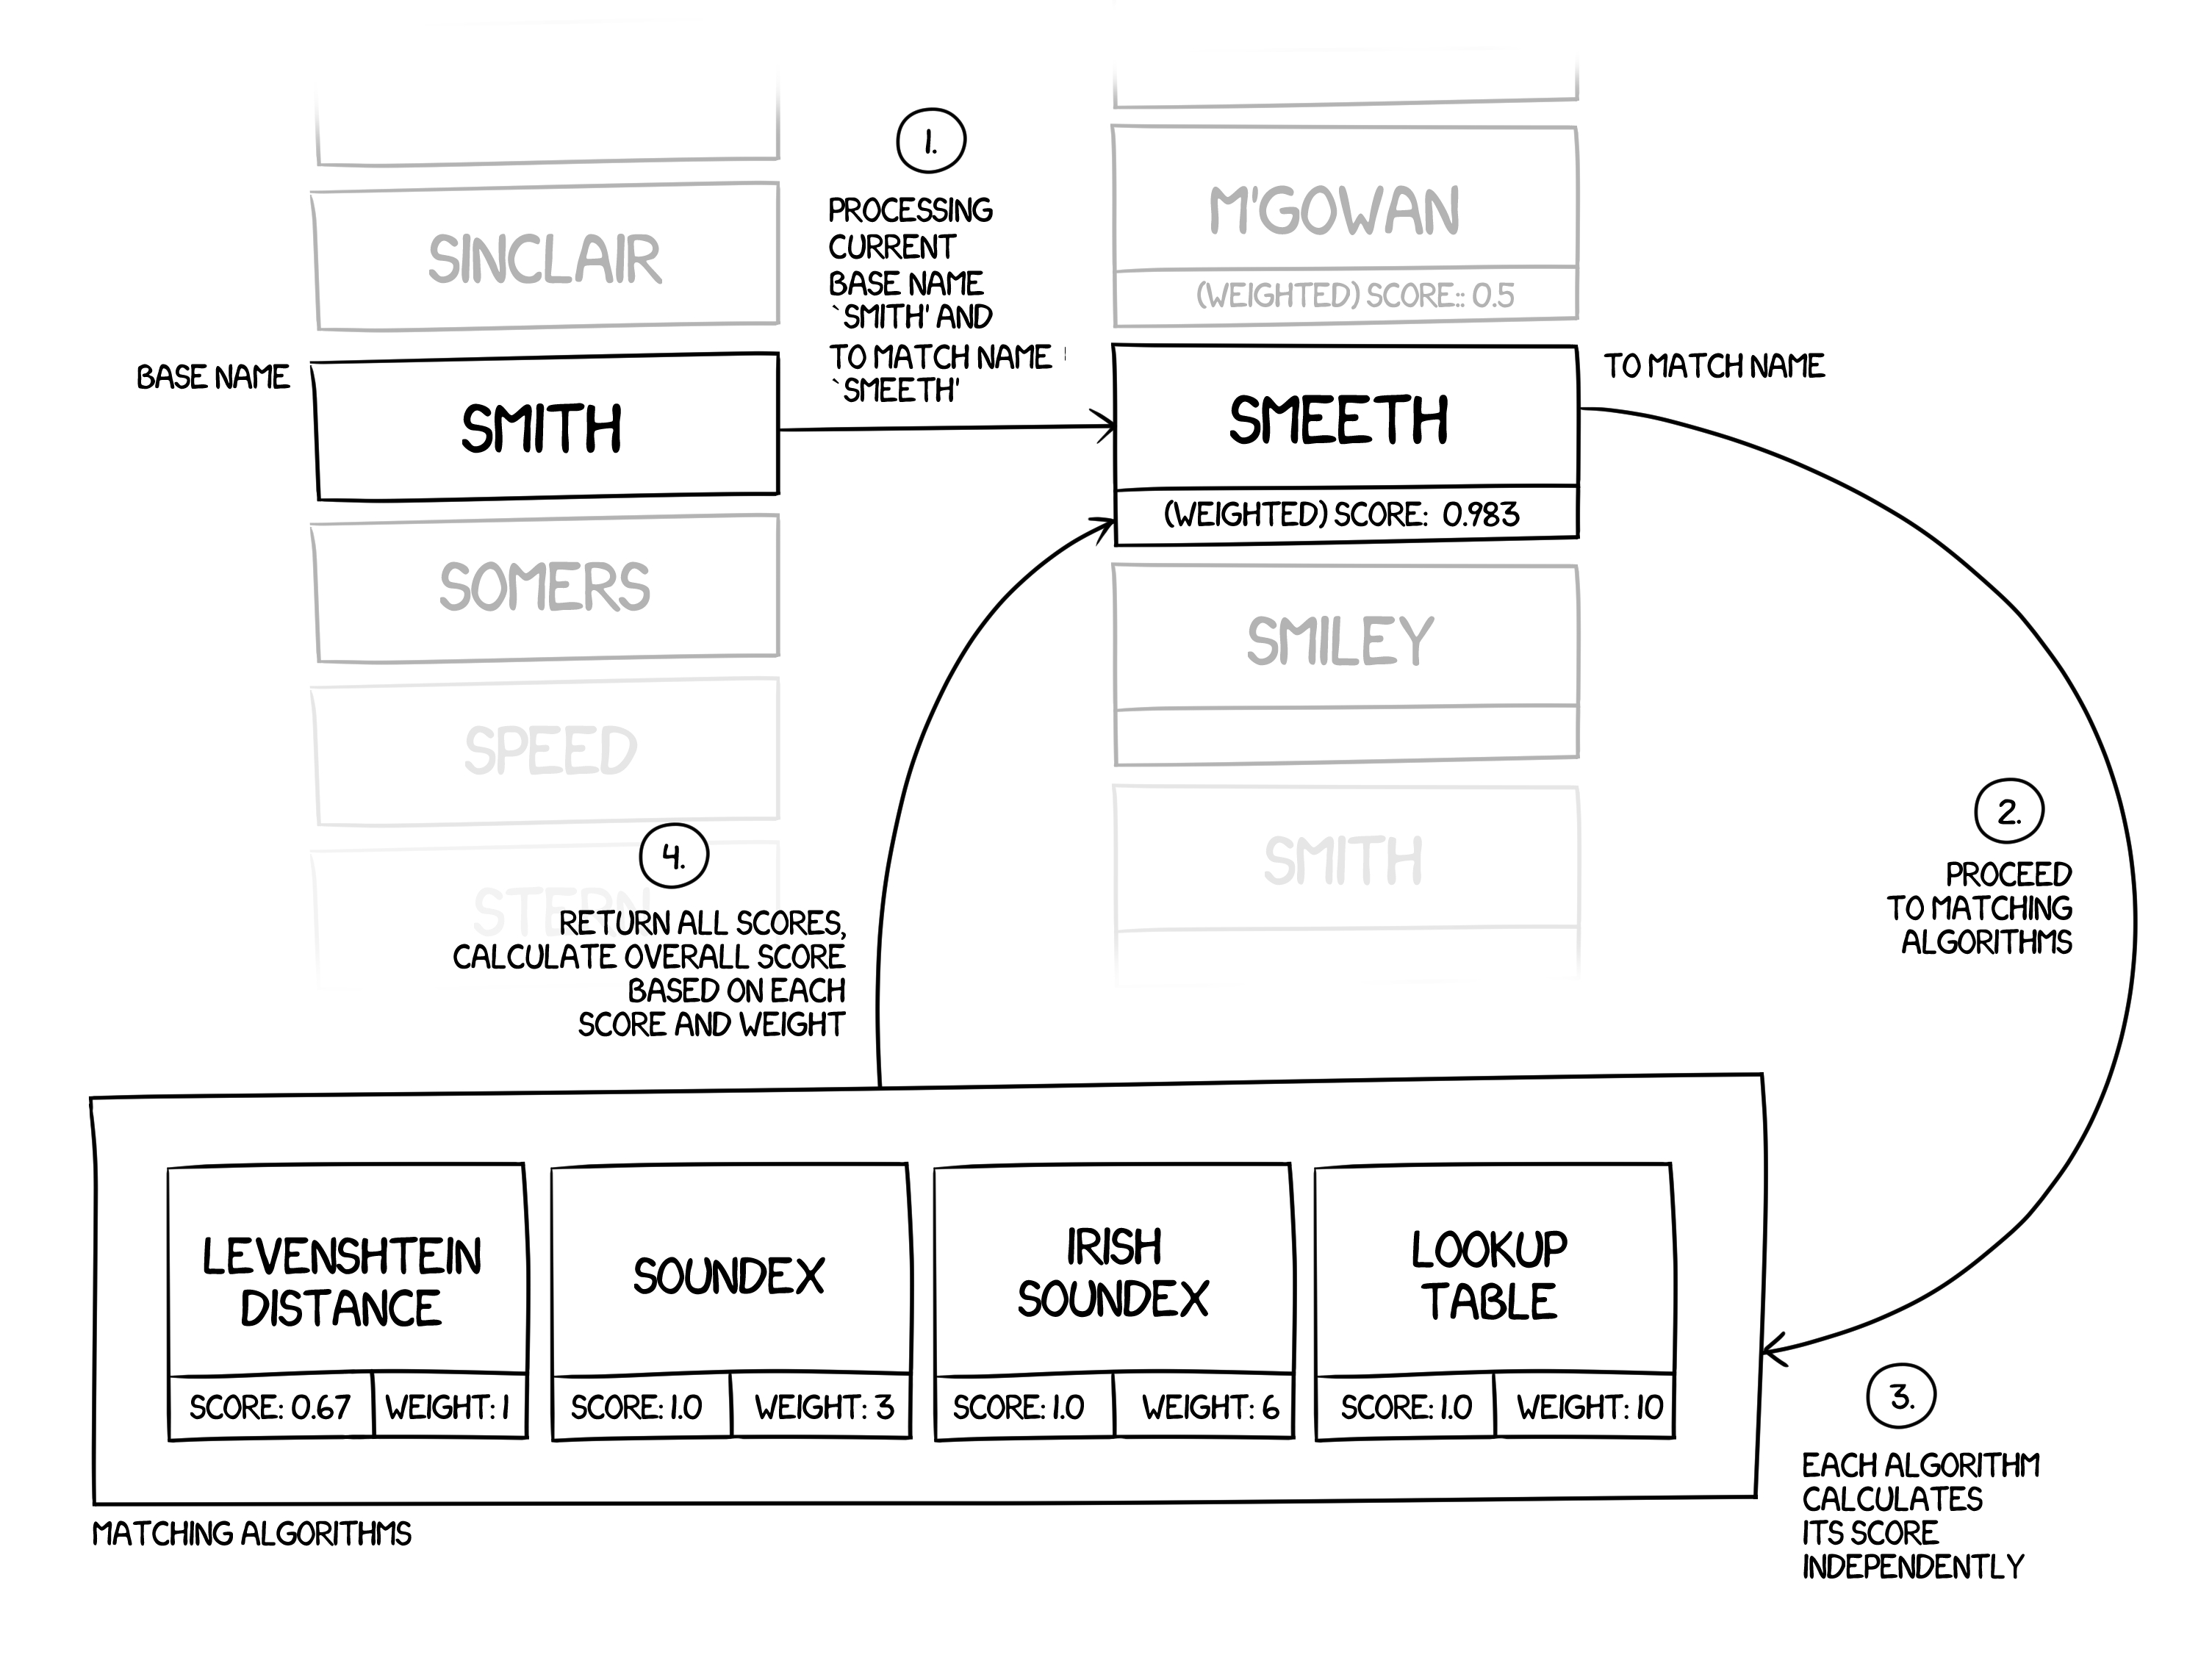 1.
PROCESSING
CURRENT
BASE NAME
`SMITH' AND
TO MATCH NAME
`SMEETH'
SINCLAIR
BASE NAME
SMITH
SOMERS
SPEED
STERN
M'GOWAN
(WEIGHTED) SCORE:: 0.5
TO MATCH NAME
SMEETH
(WEIGHTED) SCORE: 0.983
SMILEY
SMITH
2.
PROCEED
TO MATCHING
ALGORITHMS
4.
RETURN ALL SCORES,
CALCULATE OVERALL SCORE
BASED ON EACH
SCORE AND WEIGHT
LEVENSHTEIN
DISTANCE
SCORE: 0.67 WEIGHT: 1
SOUNDEX
SCORE: 1.0 WEIGHT: 3
IRISH
SOUNDEX
SCORE: 1.0 WEIGHT: 6
LOOKUP
TABLE
SCORE: 1.0 WEIGHT: 10
MATCHING ALGORITHMS
3.
EACH ALGORITHM
CALCULATES
ITS SCORE
INDEPENDENTLY